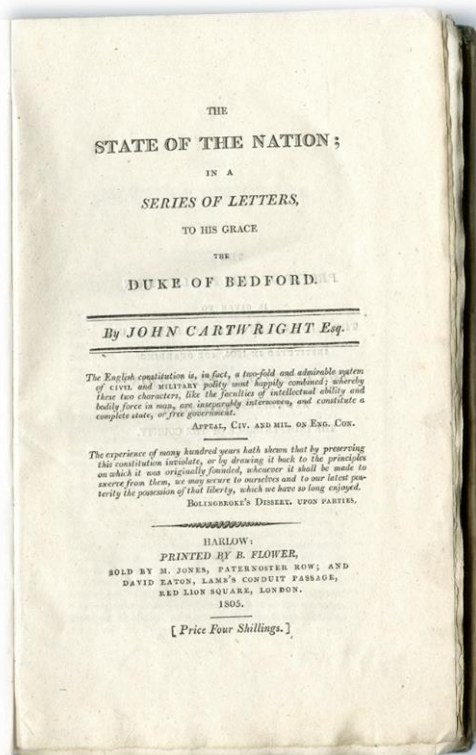 THE
STATE OF THE NATION;
IN A
SERIES OF LETTERS,
TO HIS GRACE
THE
DUKE OF BEDFORD.
By JOHN CARTWRIGHT Esq.
The English constitution is, in fact, a two-fold and admirable system
of CIVIL and MILITARY polity most happily combined; whereby
these two characters, like the faculties of intellectual ability and
bodily force in man, are inseparably interwoven, and constitute a
complete state, or free government.
APPEAL, CIV. AND MIL. ON ENG. CON.
The experience of many hundred years hath shewn that by preserving
this constitution inviolate, or by drawing it back to the principles
on which it was originally founded, whenever it shall be made to
swerve from them, we may secure to ourselves and to our latest pos-
terity the possession of that liberty, which we have so long enjoyed.
BOLINGBROKE'S DISSERT. UPON PARTIES.
HARLOW:
PRINTED BY B. FLOWER,
SOLD BY M. JONES, PATERNOSTER ROW; AND
DAVID EATON, LAMB'S CONDUIT PASSAGE,
RED LION SQUARE, LONDON.
1805.
[Price Four Shillings.]